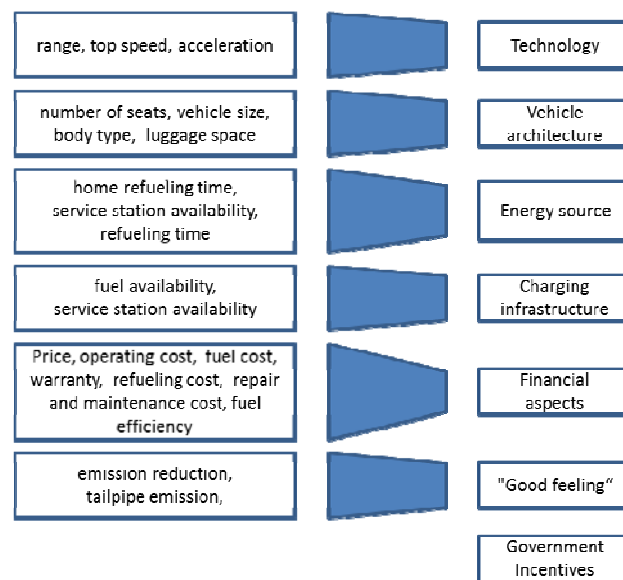 range, top speed, acceleration
Technology
number of seats, vehicle size,
body type, luggage space
Vehicle
architecture
home refueling time,
service station availability,
refueling time
Energy source
fuel availability,
service station availability
Charging
infrastructure
Price, operating cost, fuel cost,
warranty, refueling cost, repair
and maintenance cost, fuel
efficiency
Financial
aspects
emission reduction,
tailpipe emission,
"Good feeling“
Government
Incentives